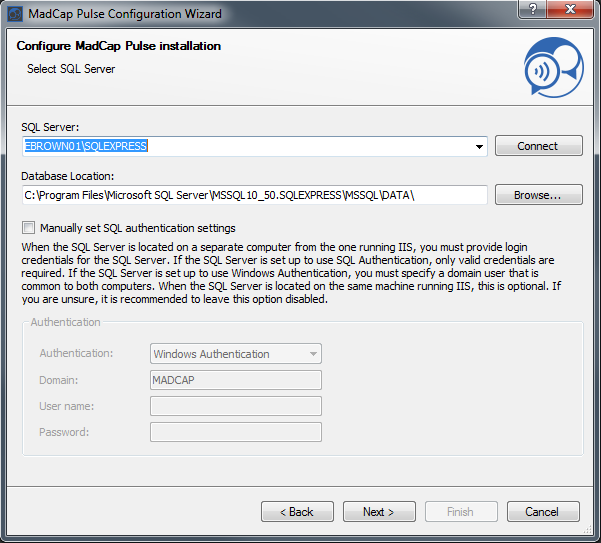 MadCap Pulse Configuration Wizard
?
Configure MadCap Pulse installation
Select SQL Server
SQL Server:
EBROWN01\SQLEXPRESS
Connect
Database Location:
C:\Program Files\Microsoft SQL Server\MSSQL10_50.SQLEXPRESS\MSSQL\DATA\
Browse...
Manually set SQL authentication settings
When the SQL Server is located on a separate computer from the one running IIS, you must provide login
credentials for the SQL Server. If the SQL Server is set up to use SQL Authentication, only valid credentials are
required. If the SQL Server is set up to use Windows Authentication, you must specify a domain user that is
common to both computers. When the SQL Server is located on the same machine running IIS, this is optional. If
you are unsure, it is recommended to leave this option disabled.
Authentication
Authentication:
Windows Authentication
Domain:
MADCAP
User name:
Password:
< Back
Next >
Finish
Cancel